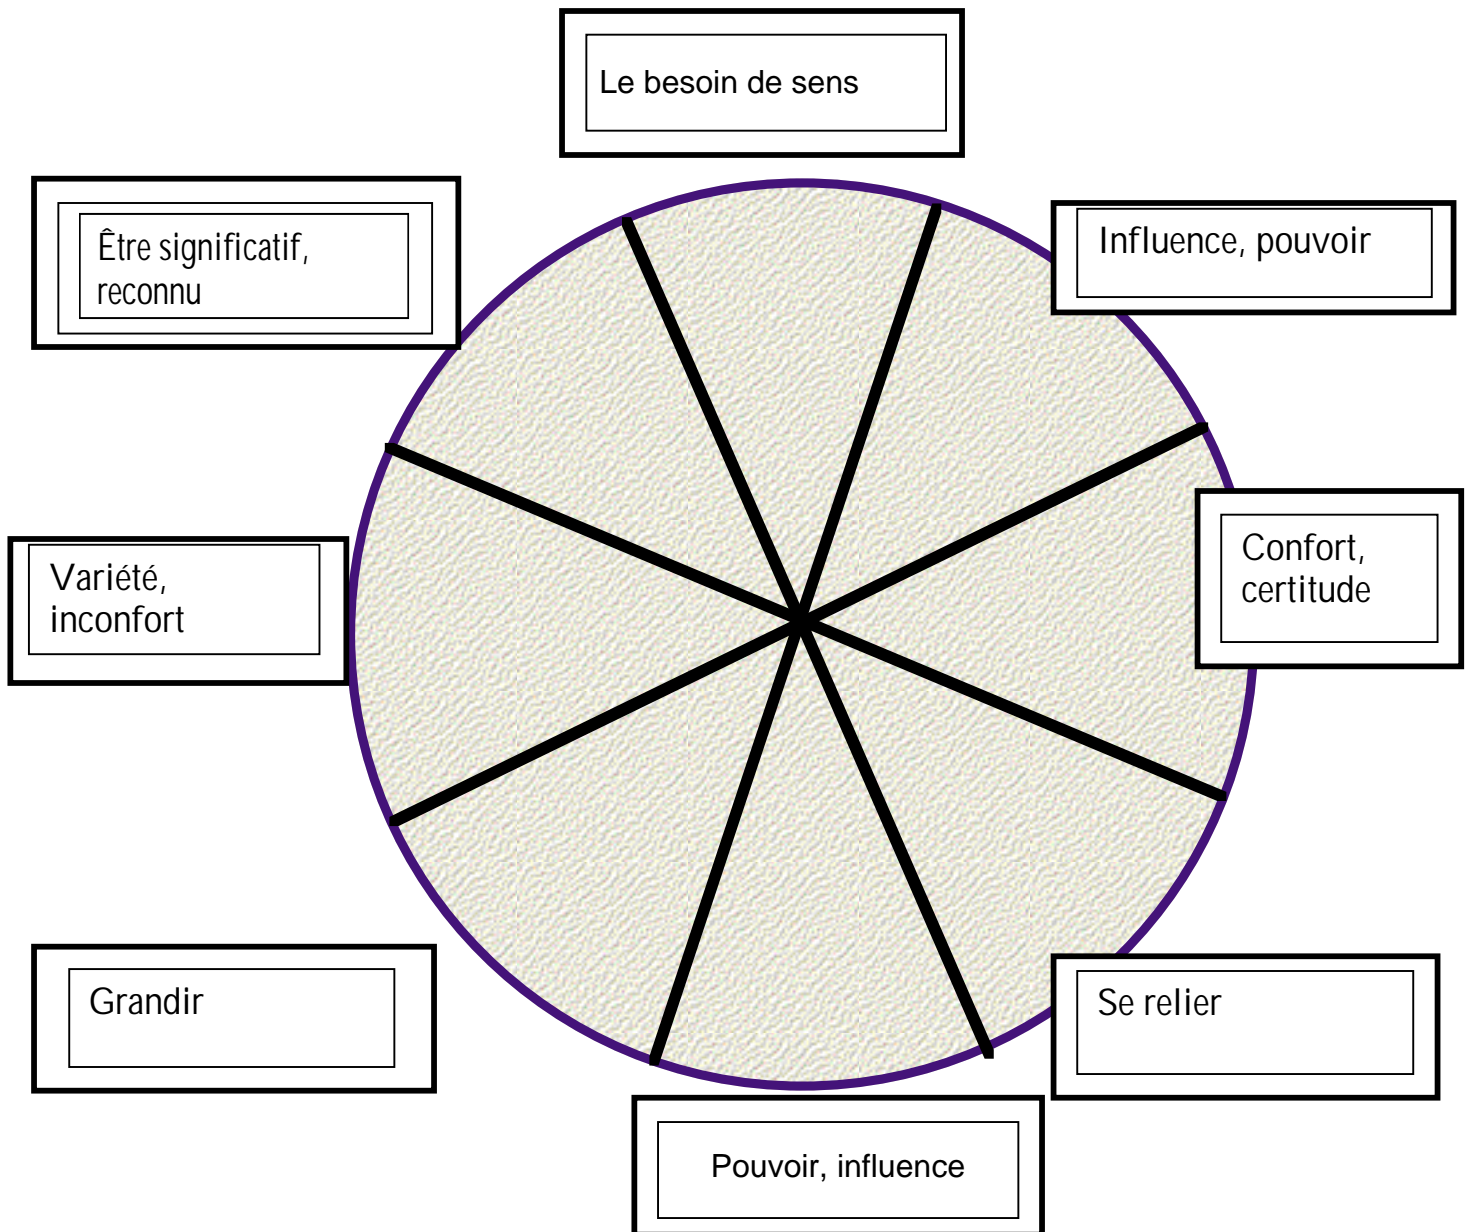 Le besoin de sens
Être significatif,
reconnu
Influence, pouvoir
Variété,
inconfort
Confort,
certitude
Grandir
Se relier
Pouvoir, influence